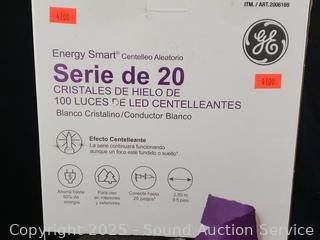 ITM. / ART. 2006168
4100
GE
Energy Smart® Centelleo Aleatorio
Serie de 20
4100
CRISTALES DE HIELO DE
100 LUCES DE LED CENTELLEANTES
Blanco Cristalino/Conductor Blanco
Efecto Centelleante
La serie continuará funcionando
aunque un foco esté fundido o suelto*
Ahorra hasta
80% de
energía
Para uso
en interiores
y exteriores
Conecte hasta
25 juegos*
2.89 m
9.5 pies
Copyright 2025 - Sound Auction Service